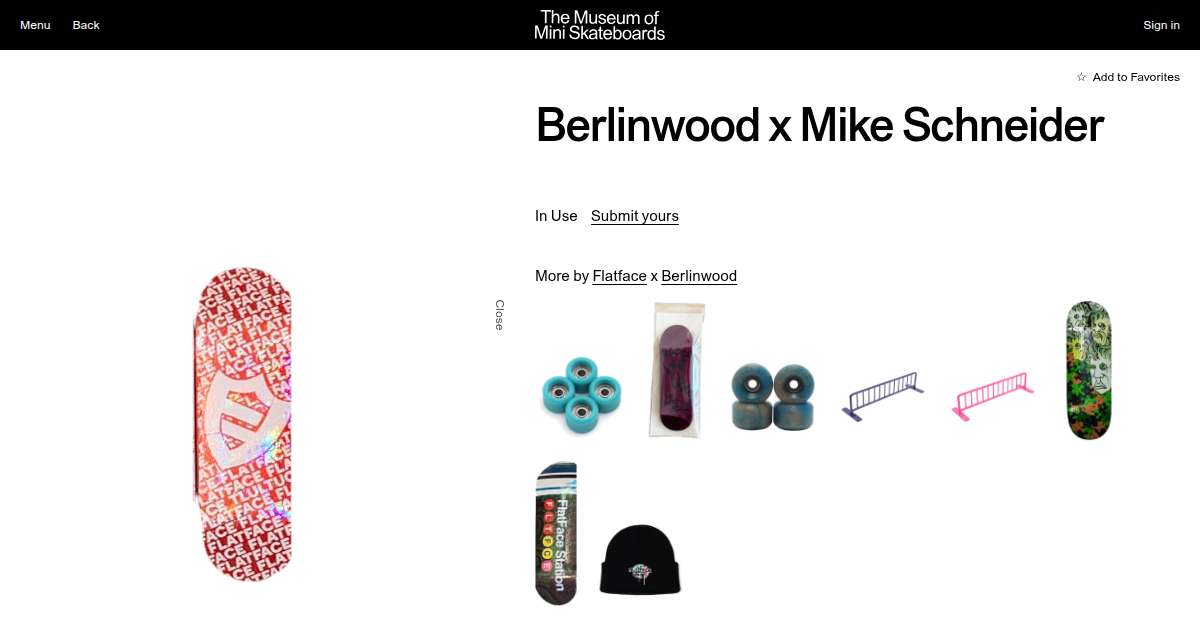 Menu
Back
The Museum of
Mini Skateboards
Sign in
☆ Add to Favorites
Berlinwood x Mike Schneider
In Use Submit yours
More by Flatface x Berlinwood
Close
FLATFACE
FlatFace Station